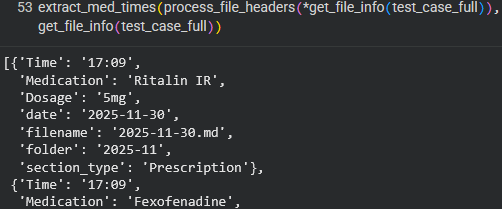 53 extract_med_times(process_file_headers(*get_file_info(test_case_full)),
get_file_info(test_case_full))
[{'Time': '17:09',
'Medication': 'Ritalin IR',
'Dosage': '5mg',
'date': '2025-11-30',
'filename': '2025-11-30.md',
'folder': '2025-11',
'section_type': 'Prescription'},
{'Time': '17:09',
'Medication': 'Fexofenadine',